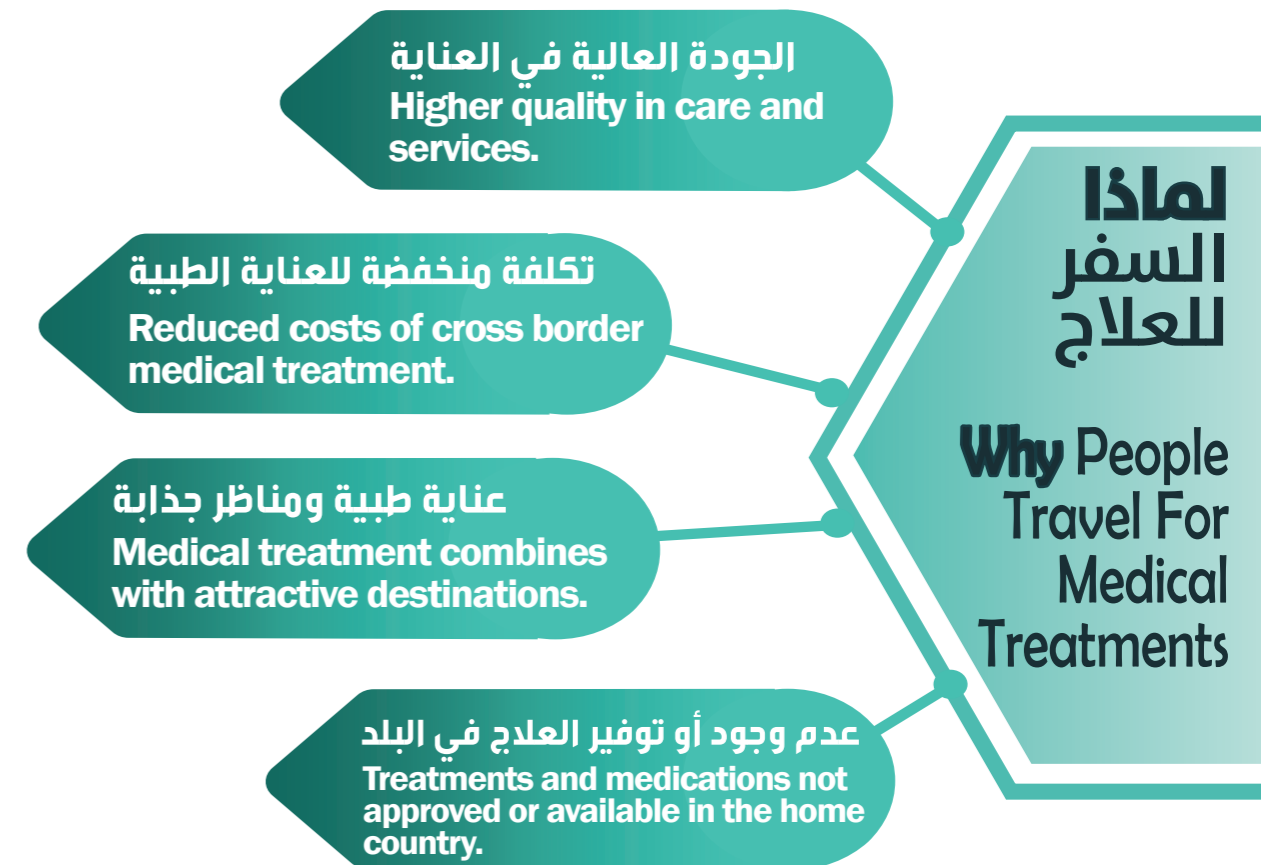 لماذا
السفر
للعلاج
Why People
Travel For
Medical
Treatments
الجودة العالية في العناية
Higher quality in care and
services.
تكلفة منخفضة للعناية الطبية
Reduced costs of cross border
medical treatment.
عناية طبية ومناظر جذابة
Medical treatment combines
with attractive destinations.
عدم وجود أو توفير العلاج في البلد
Treatments and medications not
approved or available in the home
country.